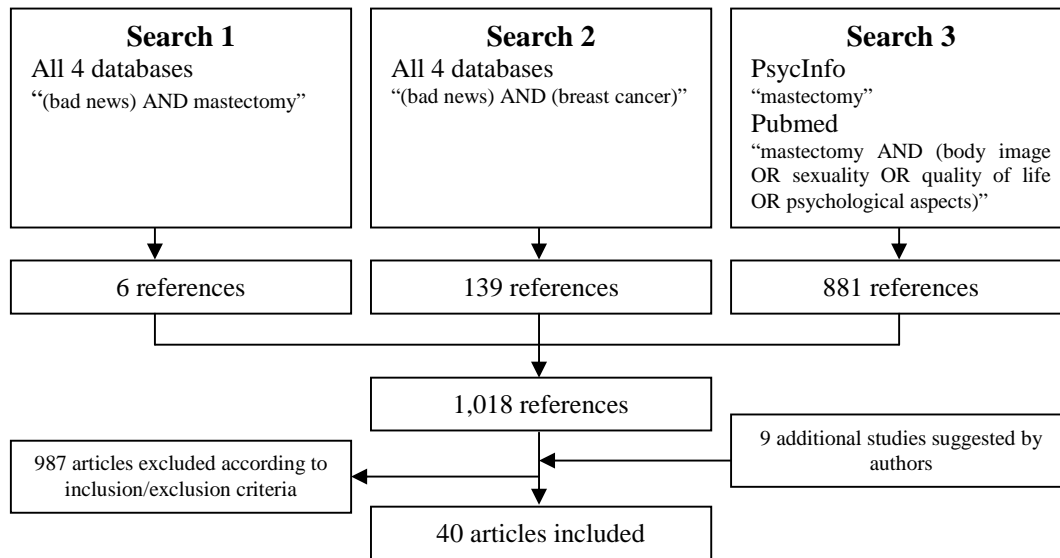 Search 1
All 4 databases
“(bad news) AND mastectomy”
Search 2
All 4 databases
“(bad news) AND (breast cancer)”
Search 3
PsycInfo
“mastectomy”
Pubmed
“mastectomy AND (body image
OR sexuality OR quality of life
OR psychological aspects)”
6 references
139 references
881 references
1,018 references
9 additional studies suggested by
authors
987 articles excluded according to
inclusion/exclusion criteria
40 articles included